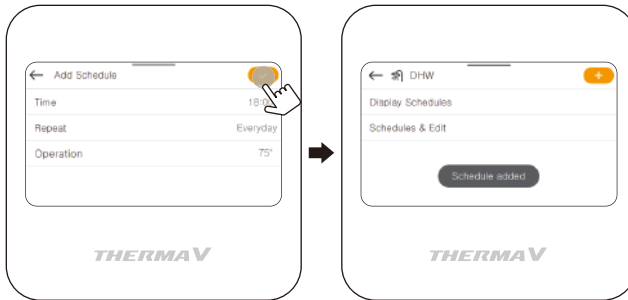 Add Schedule
Time
Repeat Everyday
Operation 75°
THERMA V
DHW +
Display Schedules
Schedules & Edit
Schedule added
THERMA V